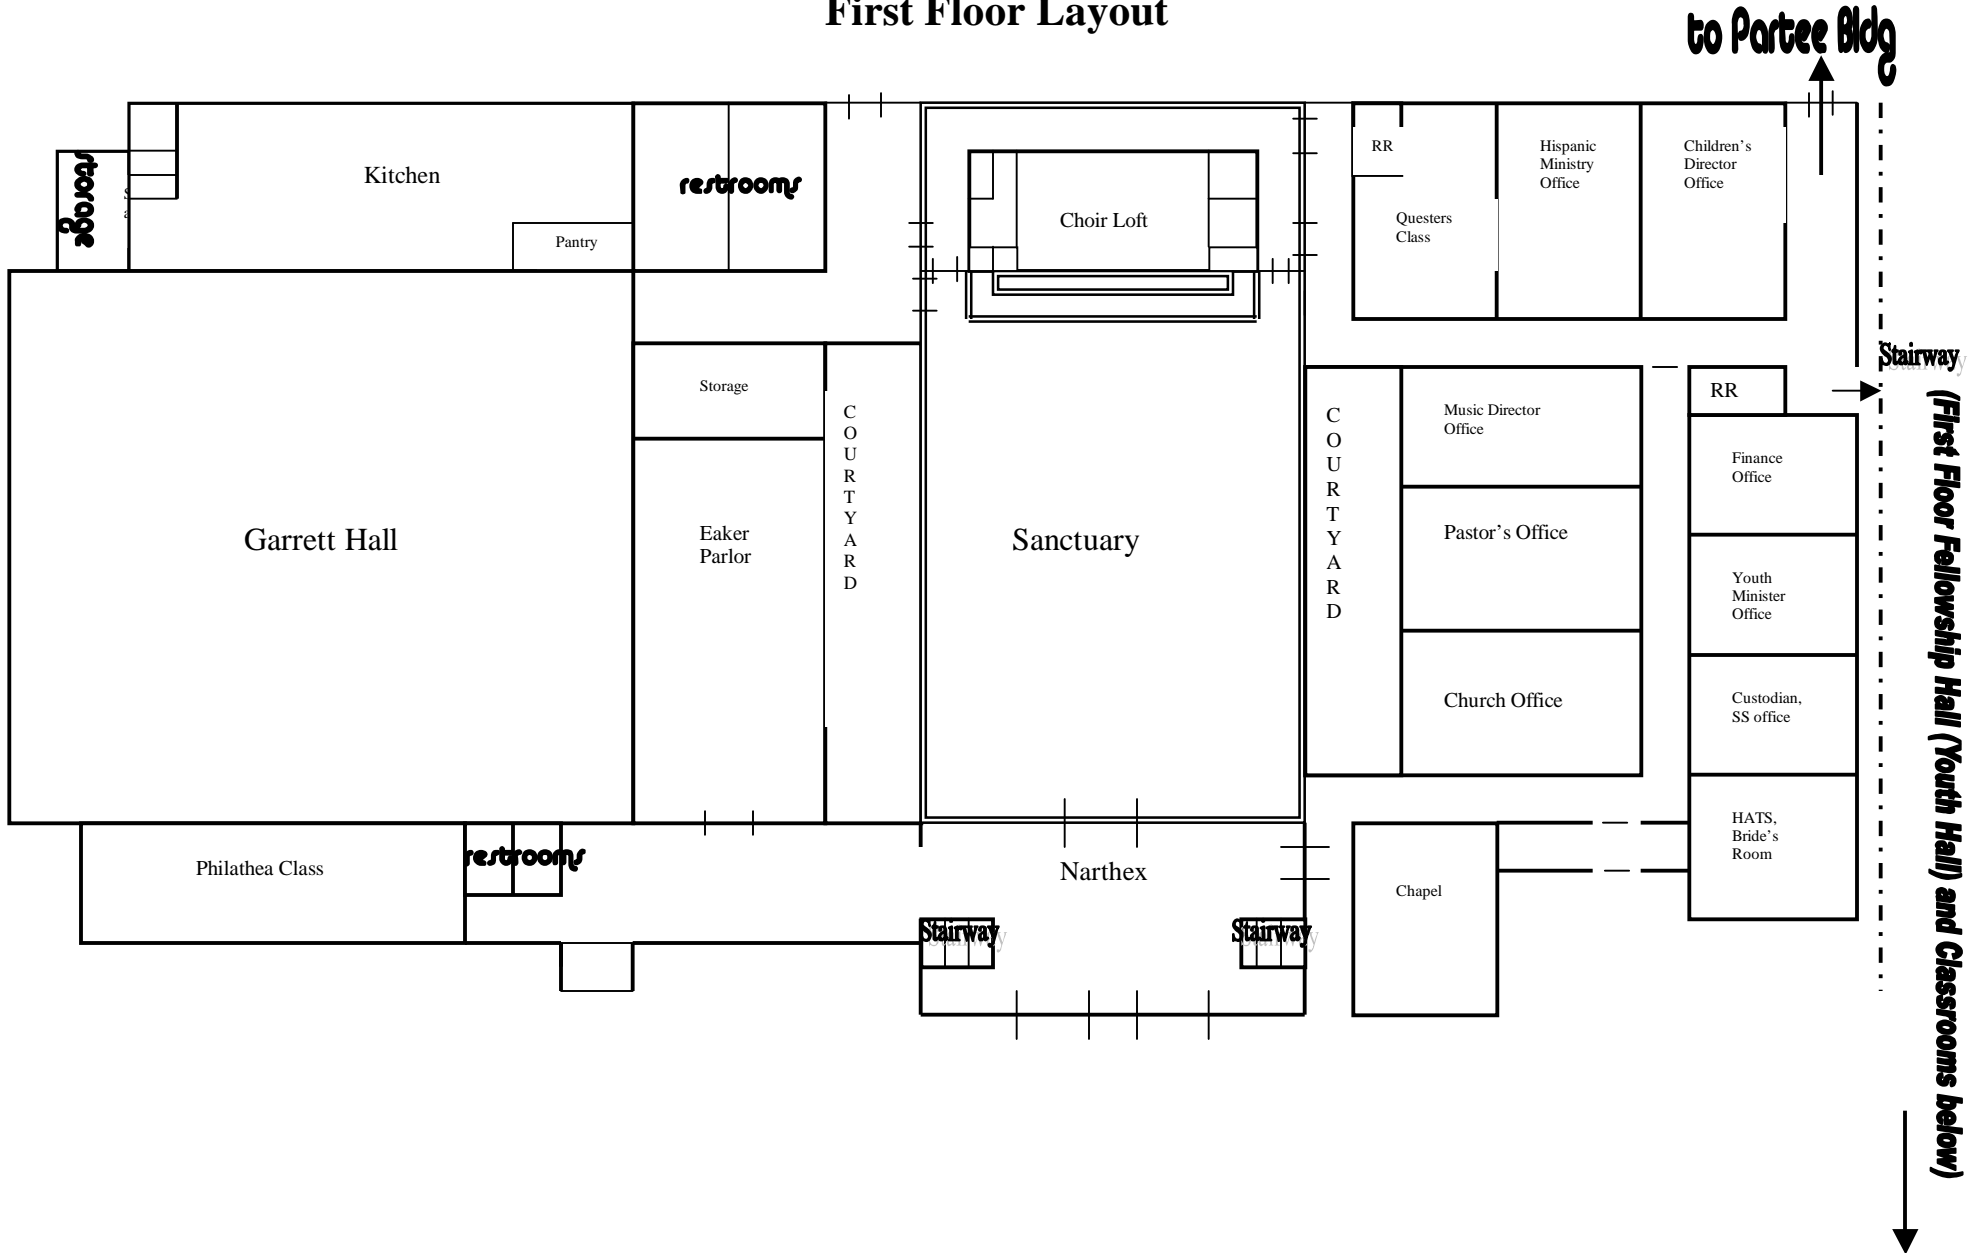 First Floor Layout
to Partee Bldg
storage
Kitchen
Pantry
restrooms
Choir Loft
RR
Questers
Class
Hispanic
Ministry
Office
Children's
Director
Office
Stairway
(First Floor Fellowship Hall (Youth Hall) and Classrooms below)
Garrett Hall
Storage
Eaker
Parlor
COURTYARD
Sanctuary
COURTYARD
Music Director
Office
Pastor's Office
Church Office
RR
Finance
Office
Youth
Minister
Office
Custodian,
SS office
HATS,
Bride's
Room
Philathea Class
restrooms
Narthex
Stairway
Stairway
Chapel